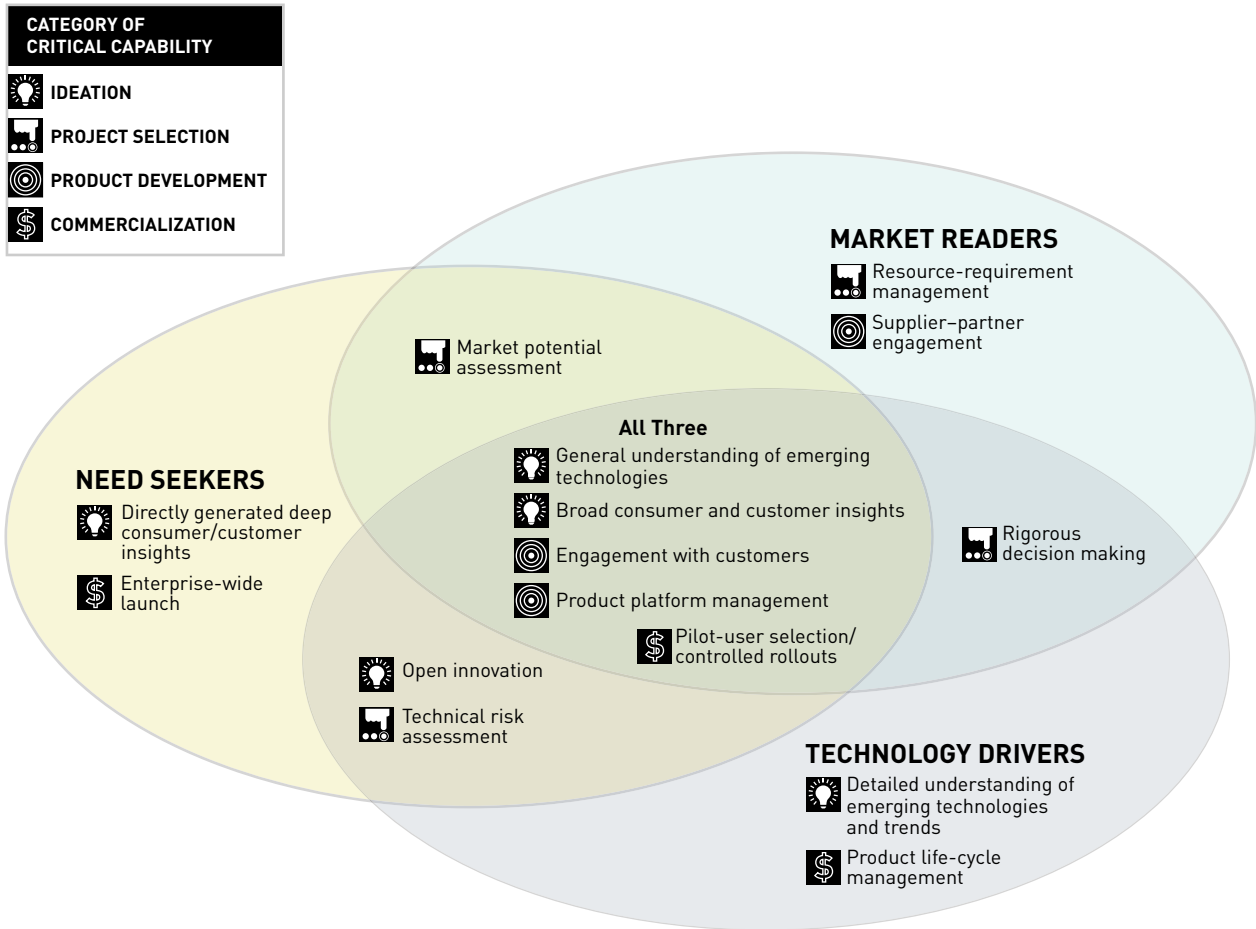 CATEGORY OF
CRITICAL CAPABILITY
IDEATION
PROJECT SELECTION
PRODUCT DEVELOPMENT
COMMERCIALIZATION
MARKET READERS
Resource-requirement
management
Supplier–partner
engagement
Market potential
assessment
All Three
General understanding of emerging
technologies
Broad consumer and customer insights
Engagement with customers
Product platform management
Pilot-user selection/
controlled rollouts
NEED SEEKERS
Directly generated deep
consumer/customer
insights
Enterprise-wide
launch
Rigorous
decision making
Open innovation
Technical risk
assessment
TECHNOLOGY DRIVERS
Detailed understanding of
emerging technologies
and trends
Product life-cycle
management